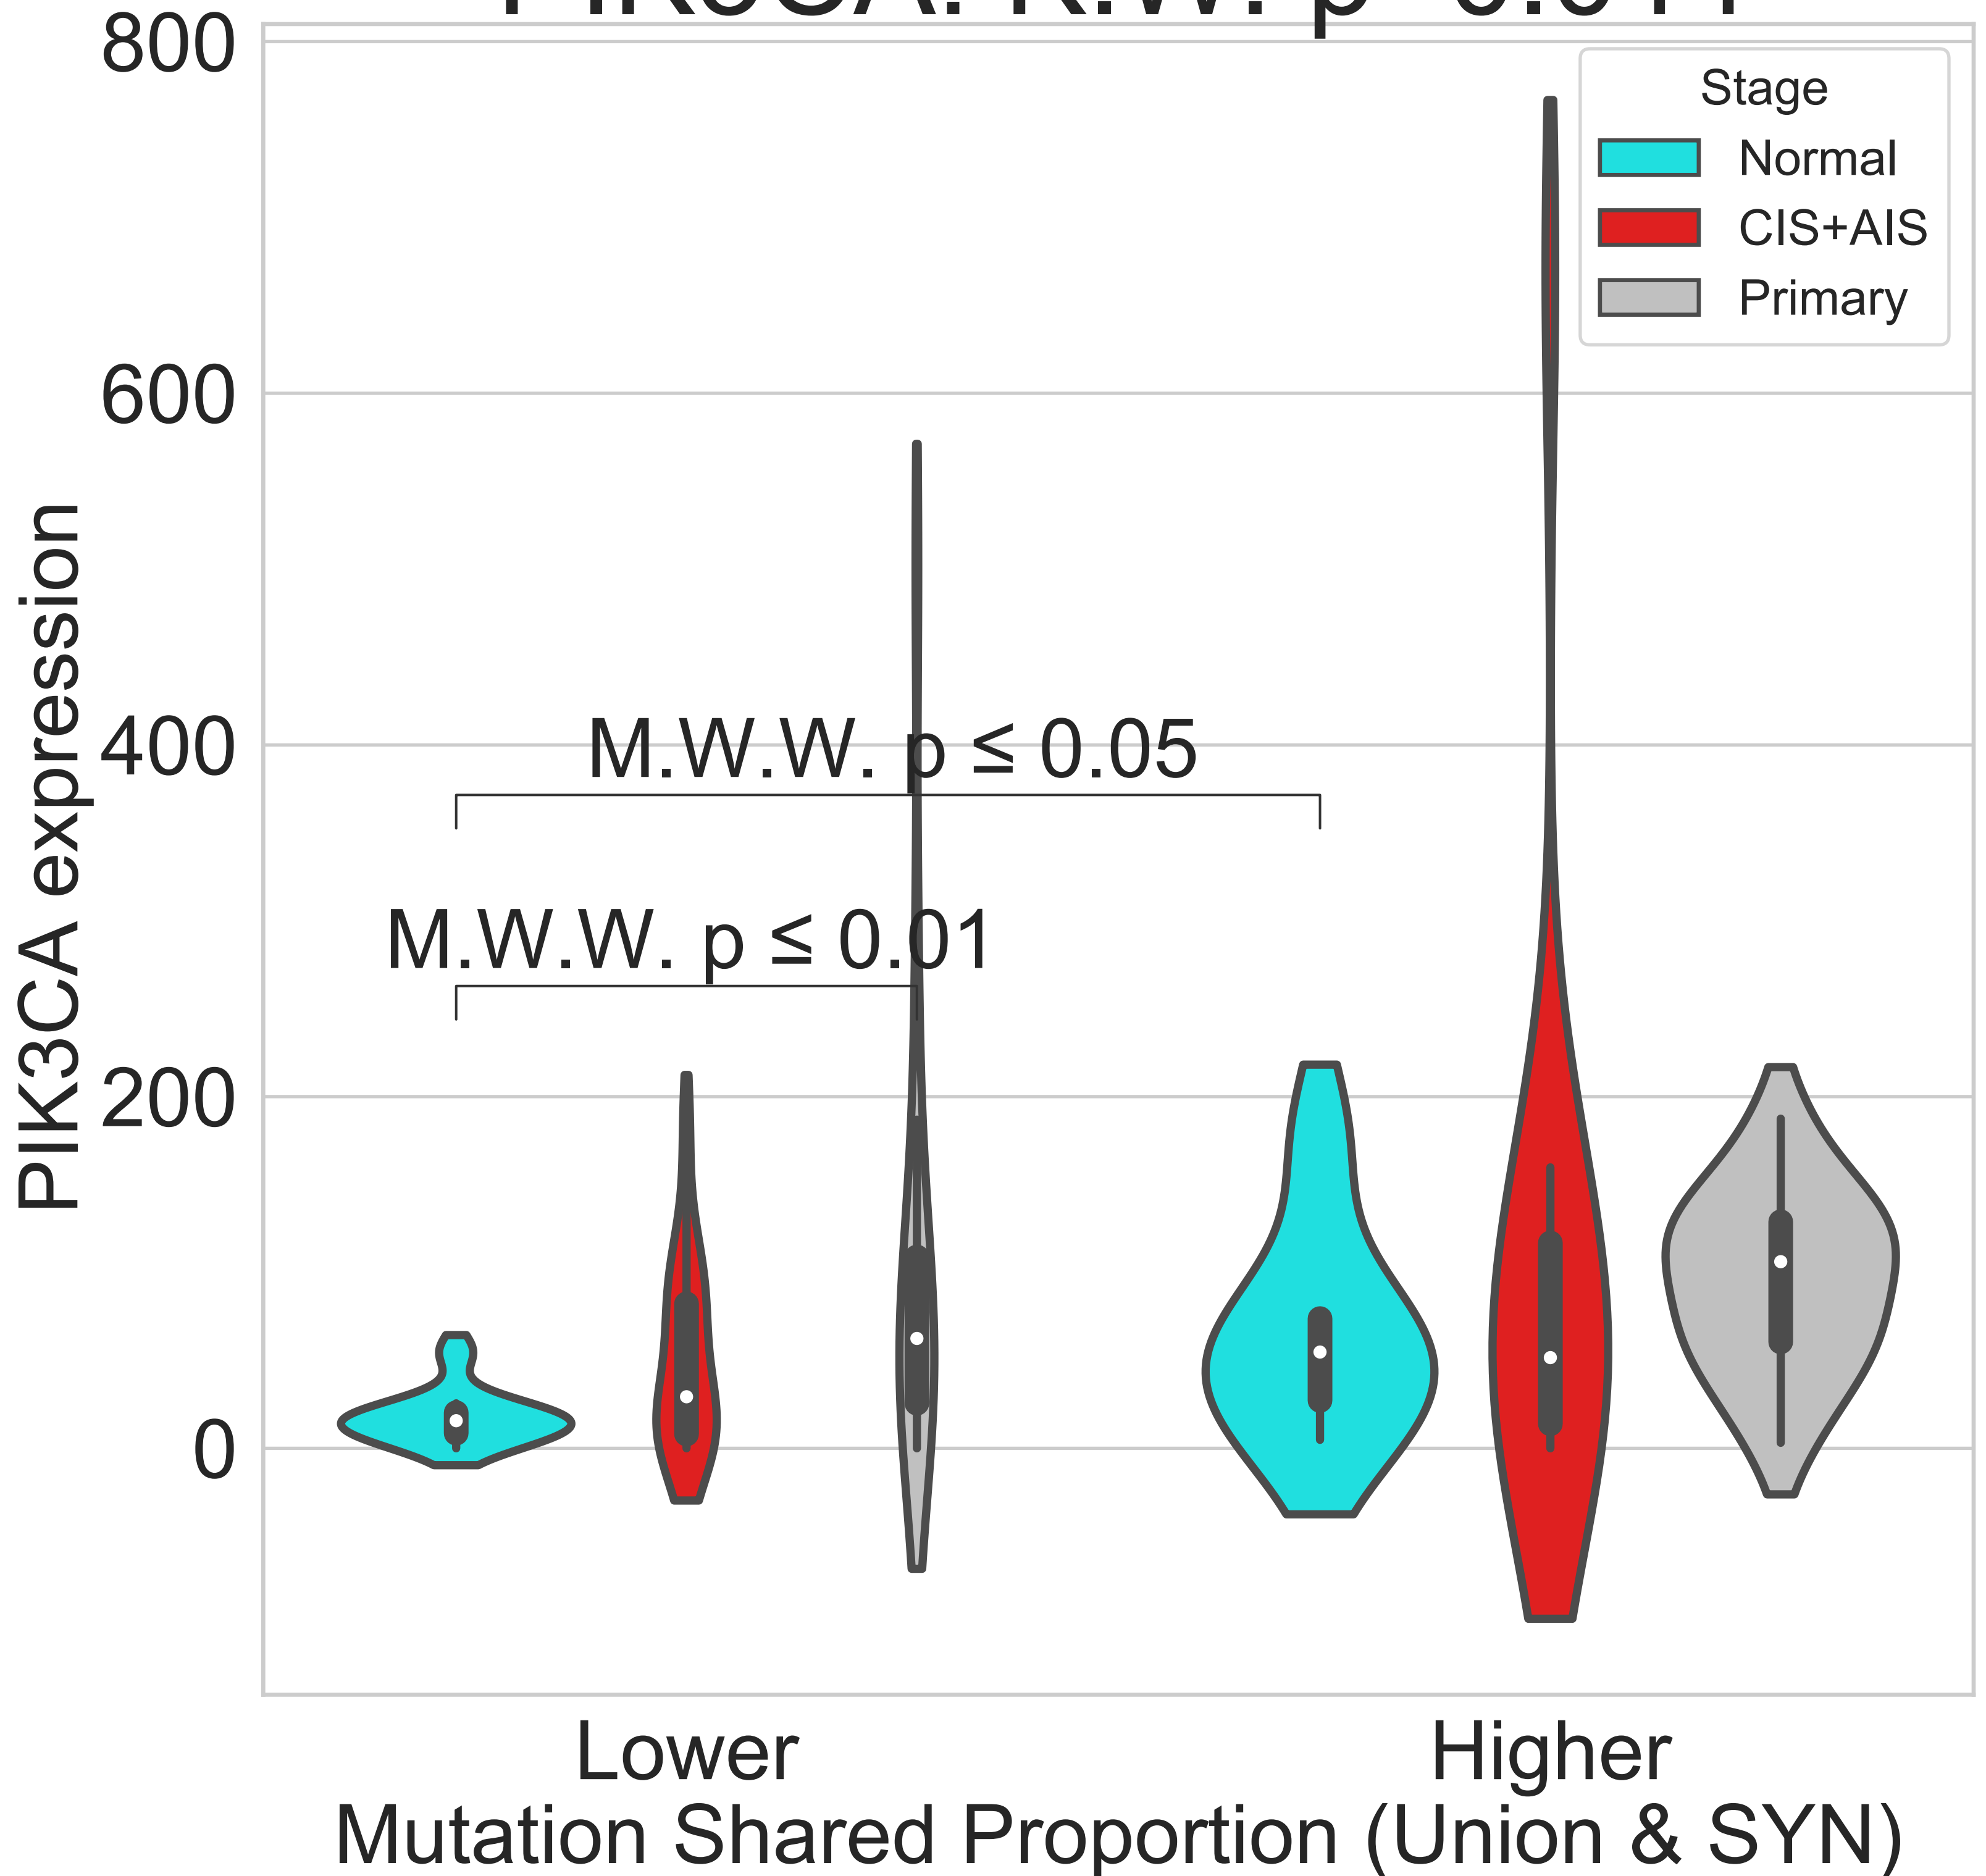 800
600
400
200
0
PIK3CA expression
Stage
Normal
CIS+AIS
Primary
M.W.W. p ≤ 0.05
M.W.W. p ≤ 0.01
Lower
Higher
Mutation Shared Proportion (Union & SYN)